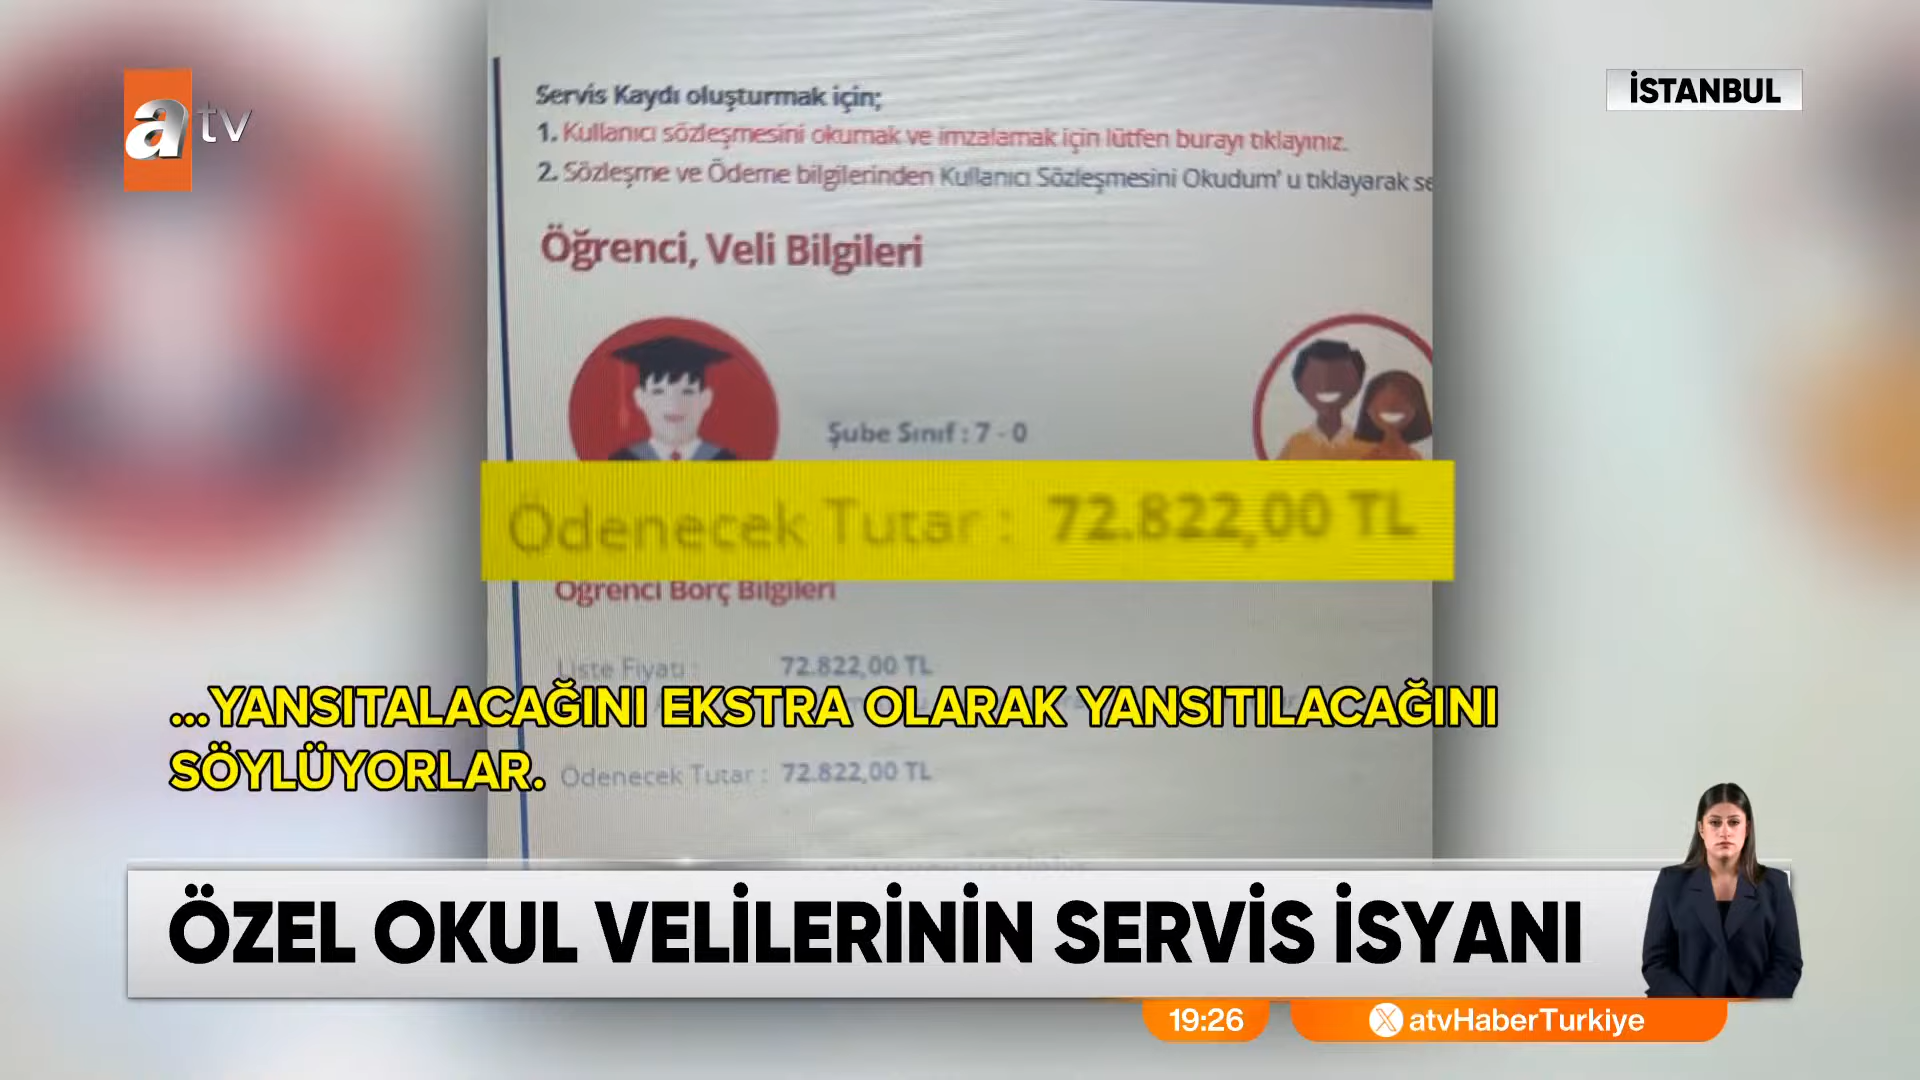 atv
İSTANBUL
Servis Kaydı oluşturmak için;
1. Kullanıcı sözleşmesini okumak ve imzalamak için lütfen burayı tıklayınız.
2. Sözleşme ve Ödeme bilgilerinden Kullanıcı Sözleşmesini Okudum' u tıklayarak se
Öğrenci, Veli Bilgileri
Şube Sınıf : 7 - 0
Ödenecek Tutar : 72.822,00 TL
Öğrenci Borç Bilgileri
Liste Fiyatı : 72.822,00 TL
...YANSITALACAĞINI EKSTRA OLARAK YANSITILACAĞINI
SÖYLÜYORLAR.
Ödenecek Tutar : 72.822,00 TL
ÖZEL OKUL VELİLERİNİN SERVİS İSYANI
19:26
X atvHaberTurkiye